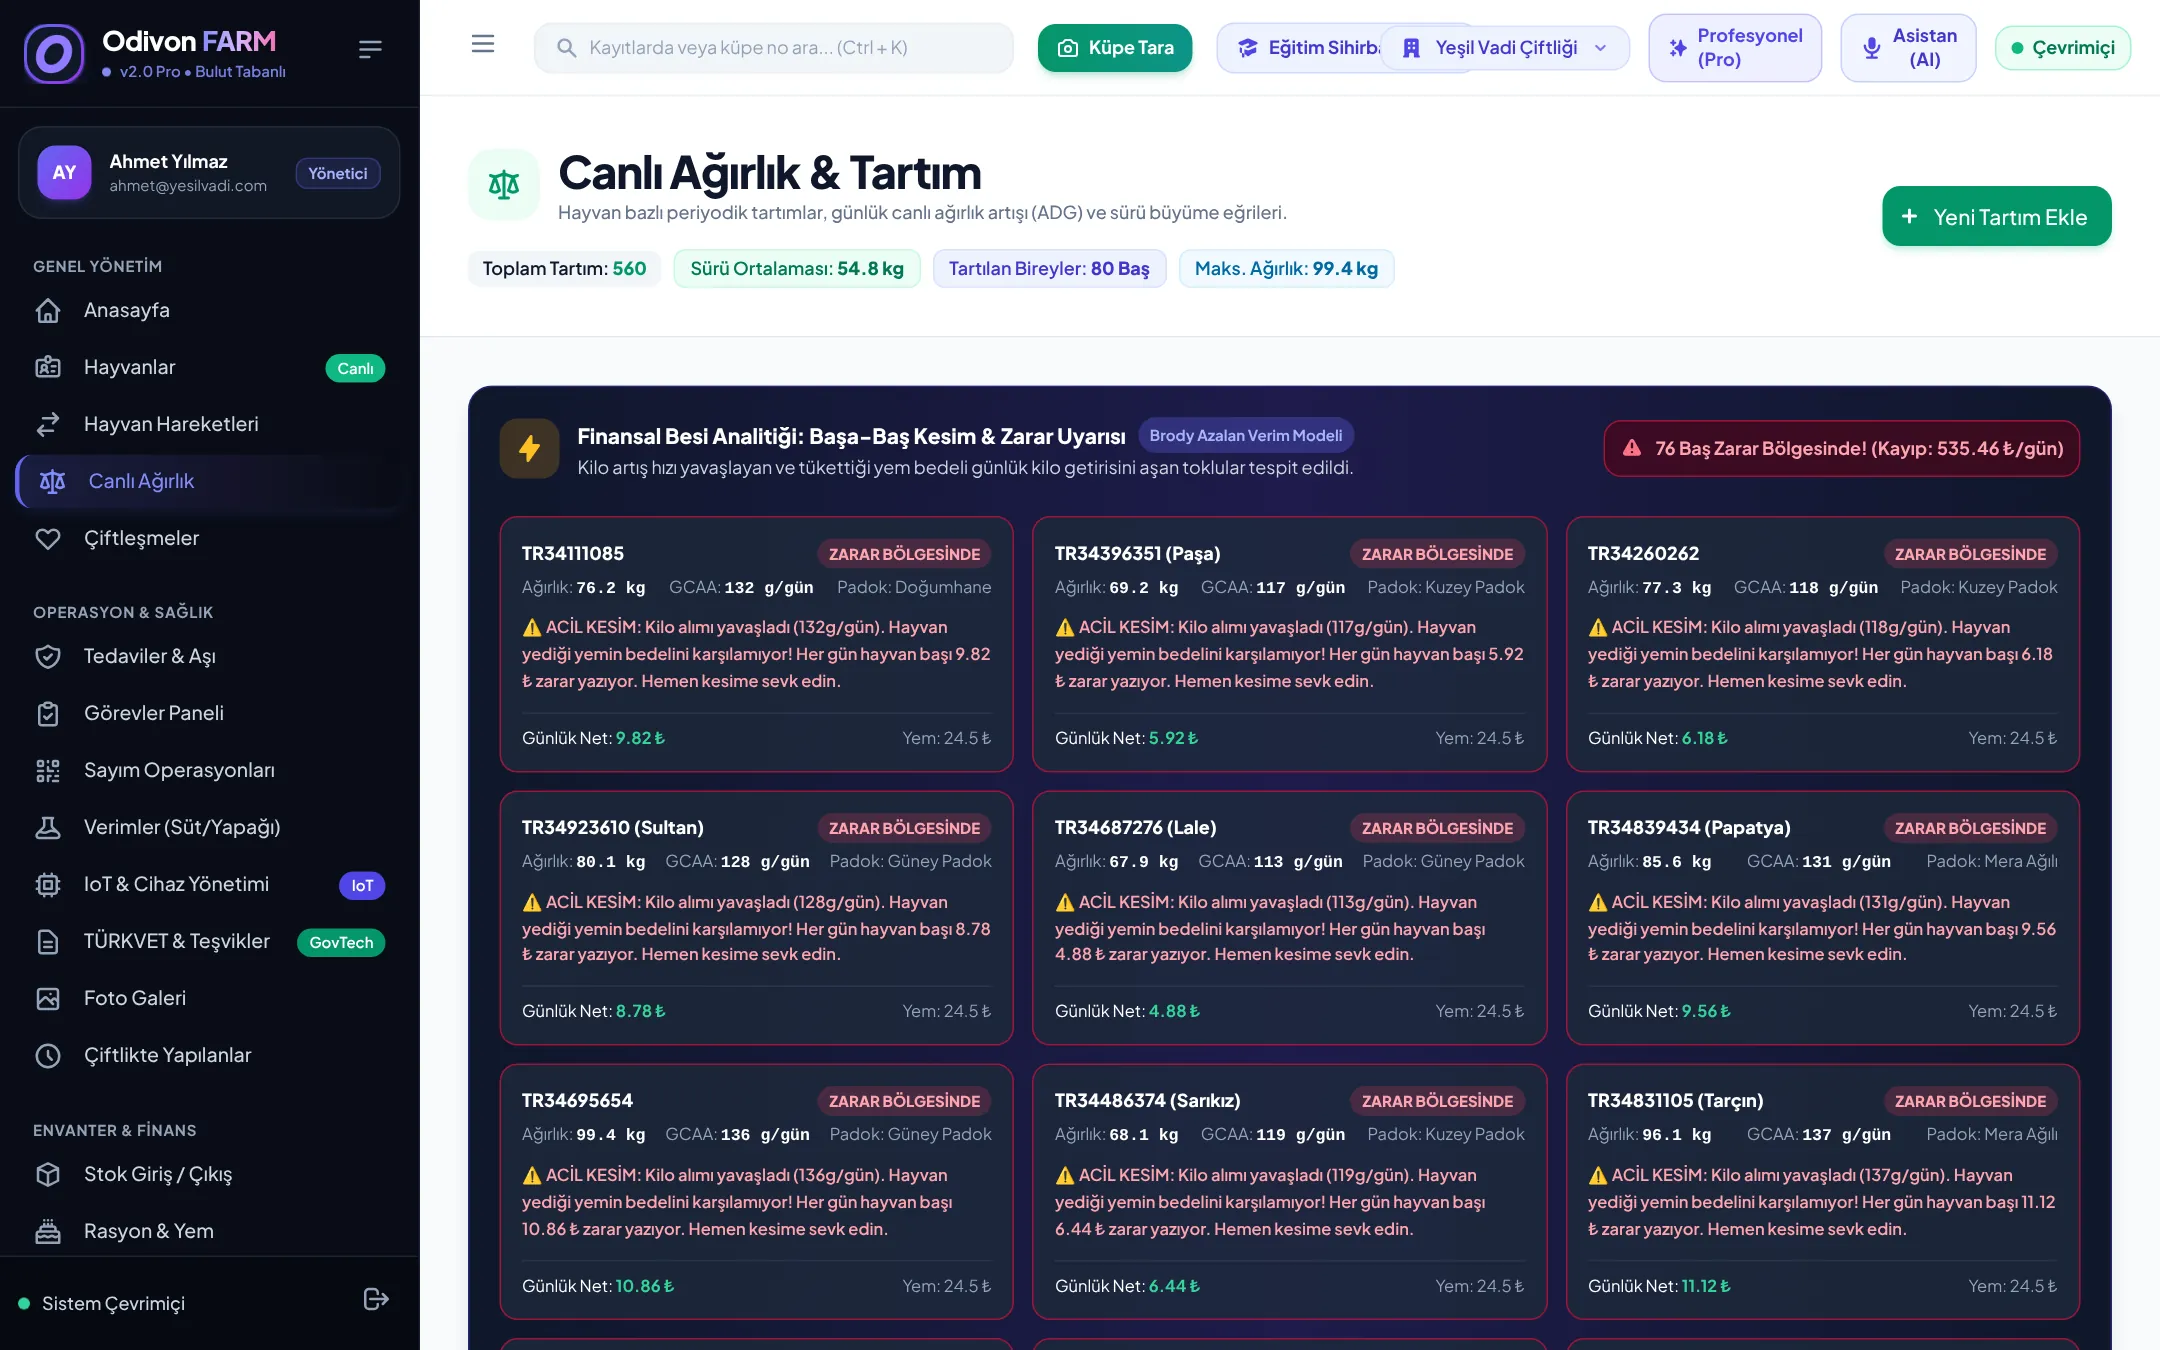 Odivon FARM
v2.0 Pro • Bulut Tabanlı
AY
Ahmet Yılmaz
ahmet@yesilvadi.com
Yönetici
GENEL YÖNETİM
Anasayfa
Hayvanlar
Canlı
Hayvan Hareketleri
Canlı Ağırlık
Çiftleşmeler
OPERASYON & SAĞLIK
Tedaviler & Aşı
Görevler Paneli
Sayım Operasyonları
Verimler (Süt/Yapağı)
IoT & Cihaz Yönetimi
IoT
TÜRKVET & Teşvikler
GovTech
Foto Galeri
Çiftlikte Yapılanlar
ENVANTER & FİNANS
Stok Giriş / Çıkış
Rasyon & Yem
Sistem Çevrimiçi
Kayıtlarda veya küpe no ara... (Ctrl + K)
Küpe Tara
Eğitim Sihirba
Yeşil Vadi Çiftliği
Profesyonel
(Pro)
Asistan
(AI)
Çevrimiçi
Canlı Ağırlık & Tartım
Hayvan bazlı periyodik tartımlar, günlük canlı ağırlık artışı (ADG) ve sürü büyüme eğrileri.
Toplam Tartım: 560
Sürü Ortalaması: 54.8 kg
Tartılan Bireyler: 80 Baş
Maks. Ağırlık: 99.4 kg
+ Yeni Tartım Ekle
Finansal Besi Analitiği: Başa-Baş Kesim & Zarar Uyarısı
Brody Azalan Verim Modeli
Kilo artış hızı yavaşlayan ve tükettiği yem bedeli günlük kilo getirisini aşan toklular tespit edildi.
76 Baş Zarar Bölgesinde! (Kayıp: 535.46 ₺/gün)
TR34111085
ZARAR BÖLGESİNDE
Ağırlık: 76.2 kg GCAA: 132 g/gün Padok: Doğumhane
⚠️ ACİL KESİM: Kilo alımı yavaşladı (132g/gün). Hayvan
yediği yemin bedelini karşılamıyor! Her gün hayvan başı 9.82
₺ zarar yazıyor. Hemen kesime sevk edin.
Günlük Net: 9.82 ₺
Yem: 24.5 ₺
TR34396351 (Paşa)
ZARAR BÖLGESİNDE
Ağırlık: 69.2 kg GCAA: 117 g/gün Padok: Kuzey Padok
⚠️ ACİL KESİM: Kilo alımı yavaşladı (117g/gün). Hayvan
yediği yemin bedelini karşılamıyor! Her gün hayvan başı 5.92
₺ zarar yazıyor. Hemen kesime sevk edin.
Günlük Net: 5.92 ₺
Yem: 24.5 ₺
TR34260262
ZARAR BÖLGESİNDE
Ağırlık: 77.3 kg GCAA: 118 g/gün Padok: Kuzey Padok
⚠️ ACİL KESİM: Kilo alımı yavaşladı (118g/gün). Hayvan
yediği yemin bedelini karşılamıyor! Her gün hayvan başı 6.18
₺ zarar yazıyor. Hemen kesime sevk edin.
Günlük Net: 6.18 ₺
Yem: 24.5 ₺
TR34923610 (Sultan)
ZARAR BÖLGESİNDE
Ağırlık: 80.1 kg GCAA: 128 g/gün Padok: Güney Padok
⚠️ ACİL KESİM: Kilo alımı yavaşladı (128g/gün). Hayvan
yediği yemin bedelini karşılamıyor! Her gün hayvan başı 8.78
₺ zarar yazıyor. Hemen kesime sevk edin.
Günlük Net: 8.78 ₺
Yem: 24.5 ₺
TR34687276 (Lale)
ZARAR BÖLGESİNDE
Ağırlık: 67.9 kg GCAA: 113 g/gün Padok: Güney Padok
⚠️ ACİL KESİM: Kilo alımı yavaşladı (113g/gün). Hayvan
yediği yemin bedelini karşılamıyor! Her gün hayvan başı
4.88 ₺ zarar yazıyor. Hemen kesime sevk edin.
Günlük Net: 4.88 ₺
Yem: 24.5 ₺
TR34839434 (Papatya)
ZARAR BÖLGESİNDE
Ağırlık: 85.6 kg GCAA: 131 g/gün Padok: Mera Ağılı
⚠️ ACİL KESİM: Kilo alımı yavaşladı (131g/gün). Hayvan
yediği yemin bedelini karşılamıyor! Her gün hayvan başı 9.56
₺ zarar yazıyor. Hemen kesime sevk edin.
Günlük Net: 9.56 ₺
Yem: 24.5 ₺
TR34695654
ZARAR BÖLGESİNDE
Ağırlık: 99.4 kg GCAA: 136 g/gün Padok: Güney Padok
⚠️ ACİL KESİM: Kilo alımı yavaşladı (136g/gün). Hayvan
yediği yemin bedelini karşılamıyor! Her gün hayvan başı
10.86 ₺ zarar yazıyor. Hemen kesime sevk edin.
Günlük Net: 10.86 ₺
Yem: 24.5 ₺
TR34486374 (Sarıkız)
ZARAR BÖLGESİNDE
Ağırlık: 68.1 kg GCAA: 119 g/gün Padok: Kuzey Padok
⚠️ ACİL KESİM: Kilo alımı yavaşladı (119g/gün). Hayvan
yediği yemin bedelini karşılamıyor! Her gün hayvan başı
6.44 ₺ zarar yazıyor. Hemen kesime sevk edin.
Günlük Net: 6.44 ₺
Yem: 24.5 ₺
TR34831105 (Tarçın)
ZARAR BÖLGESİNDE
Ağırlık: 96.1 kg GCAA: 137 g/gün Padok: Mera Ağılı
⚠️ ACİL KESİM: Kilo alımı yavaşladı (137g/gün). Hayvan
yediği yemin bedelini karşılamıyor! Her gün hayvan başı 11.12
₺ zarar yazıyor. Hemen kesime sevk edin.
Günlük Net: 11.12 ₺
Yem: 24.5 ₺